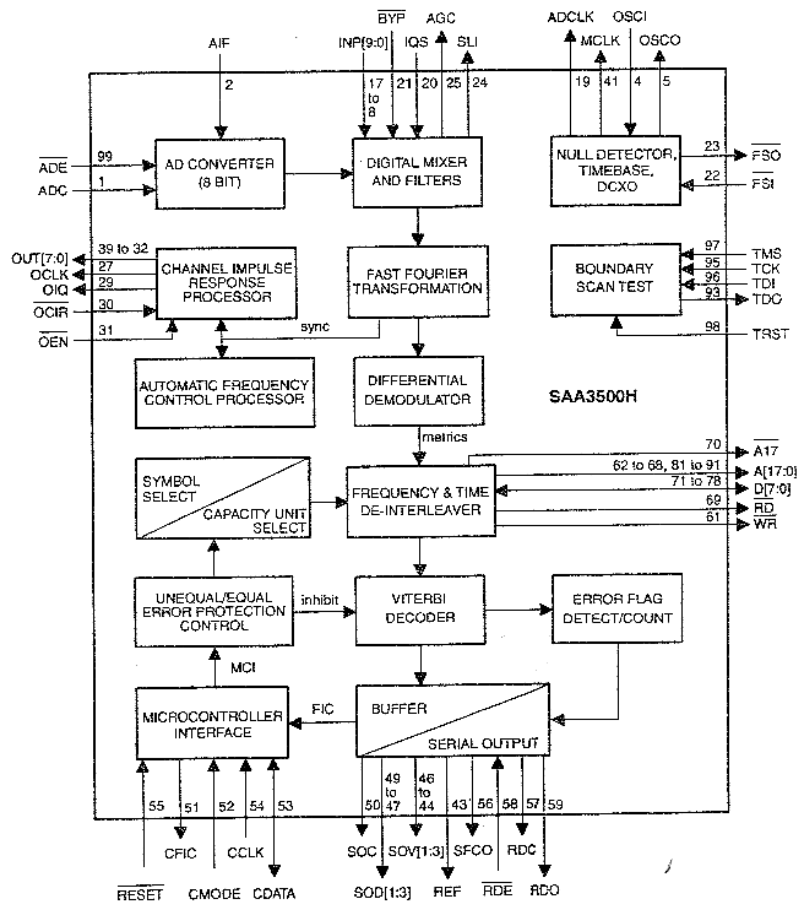 BYP AGC ADCLK OSCI
AIF INP[9:0] IQS SLI MCLK OSCO
2 17 to 8 21 20 25 24 19 41 4 5
ADE 99
ADC 1
AD CONVERTER
(8 BIT)
DIGITAL MIXER
AND FILTERS
NULL DETECTOR,
TIMEBASE,
DCXO
23 FSO
22 FSI
OUT[7:0] 39 to 32
OCLK 27
OIQ 29
OCIR 30
OEN 31
CHANNEL IMPULSE
RESPONSE
PROCESSOR
FAST FOURIER
TRANSFORMATION
BOUNDARY
SCAN TEST
97 TMS
95 TCK
96 TDI
93 TDO
98 TRST
sync
AUTOMATIC FREQUENCY
CONTROL PROCESSOR
DIFFERENTIAL
DEMODULATOR
SAA3500H
metrics
70 A17
62 to 68, 81 to 91 A[17:0]
71 to 78 D[7:0]
69 RD
61 WR
SYMBOL
SELECT
CAPACITY UNIT
SELECT
FREQUENCY & TIME
DE-INTERLEAVER
UNEQUAL/EQUAL
ERROR PROTECTION
CONTROL
inhibit
VITERBI
DECODER
ERROR FLAG
DETECT/COUNT
MCI
MICROCONTROLLER
INTERFACE
FIC
BUFFER
SERIAL OUTPUT
55 51 52 54 53 50 49 to 47 46 to 44 43 56 58 57 59
CFIC CCLK SOC SOV[1:3] SFCO RDC
RESET CMODE CDATA SOD[1:3] REF RDE RDO